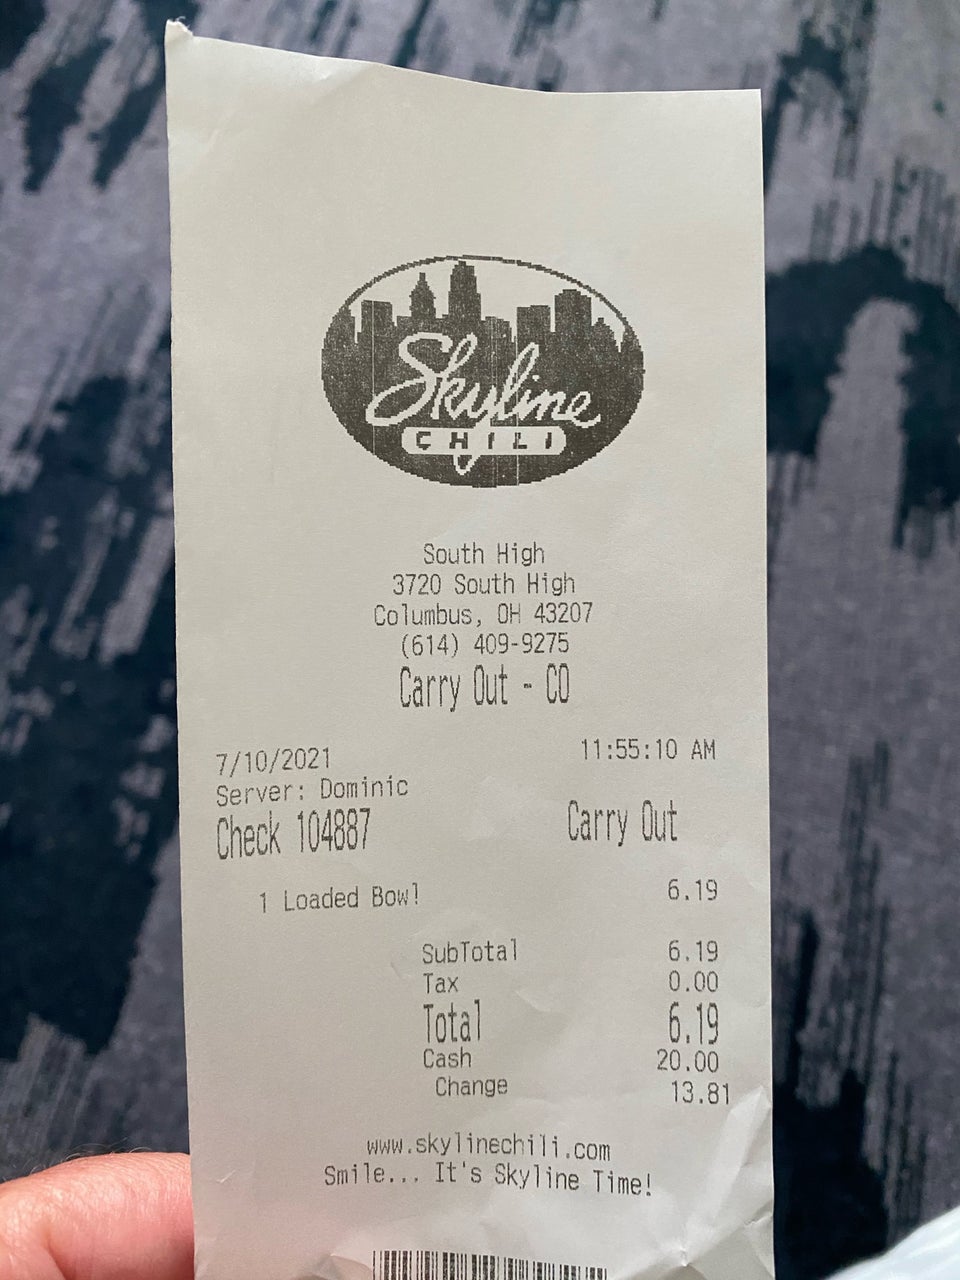 Skyline
CHILI
South High
3720 South High
Columbus, OH 43207
(614) 409-9275
Carry Out - CO
7/10/2021 11:55:10 AM
Server: Dominic
Check 104887 Carry Out
1 Loaded Bowl 6.19
SubTotal 6.19
Tax 0.00
Total 6.19
Cash 20.00
Change 13.81
www.skylinechili.com
Smile... It's Skyline Time!